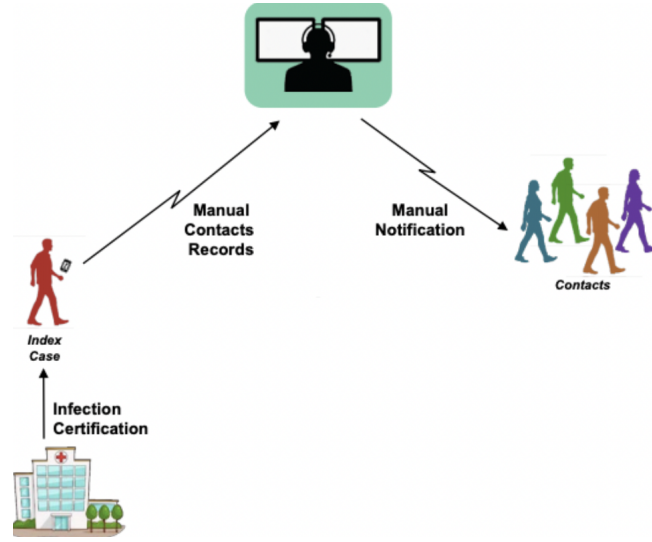 Manual
Contacts
Records
Manual
Notification
Contacts
Index
Case
Infection
Certification